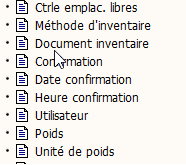 Ctrle emplac. libres
Méthode d'inventaire
Document inventaire
Confirmation
Date confirmation
Heure confirmation
Utilisateur
Poids
Unité de poids